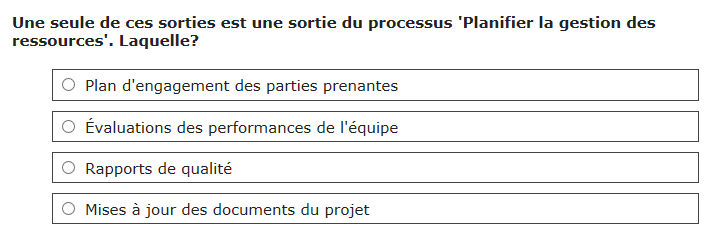 Une seule de ces sorties est une sortie du processus 'Planifier la gestion des
ressources'. Laquelle?
Plan d'engagement des parties prenantes
Évaluations des performances de l'équipe
Rapports de qualité
Mises à jour des documents du projet